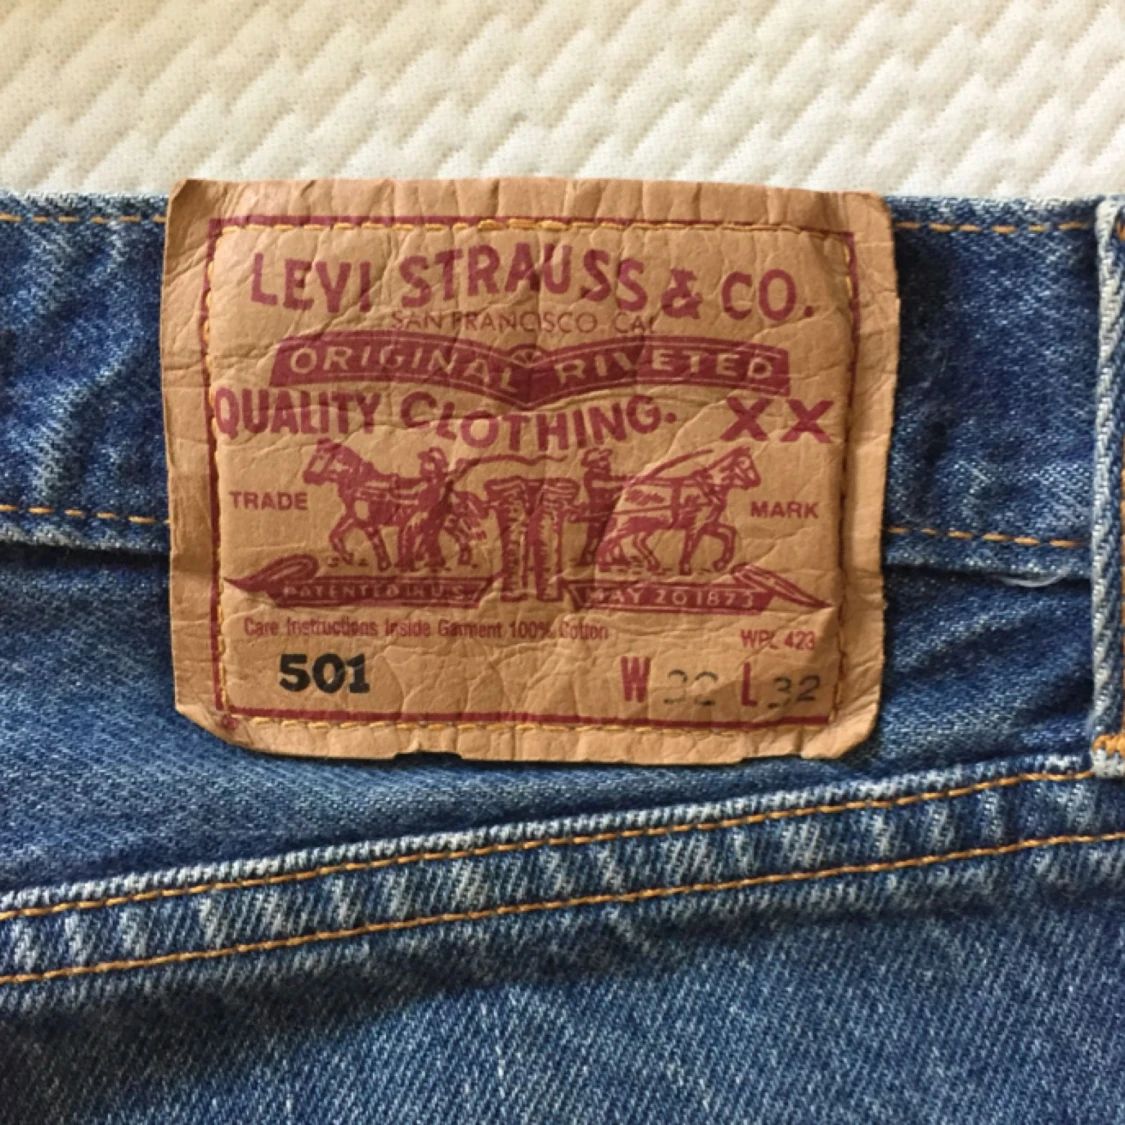 LEVI STRAUSS & CO.
SAN FRANCISCO CAL
ORIGINAL RIVETED
QUALITY CLOTHING. XX
TRADE MARK
PATENTED IN U.S. MAY 20 1873
Care Instructions Inside Garment 100% Cotton WPL 423
501 W L 32